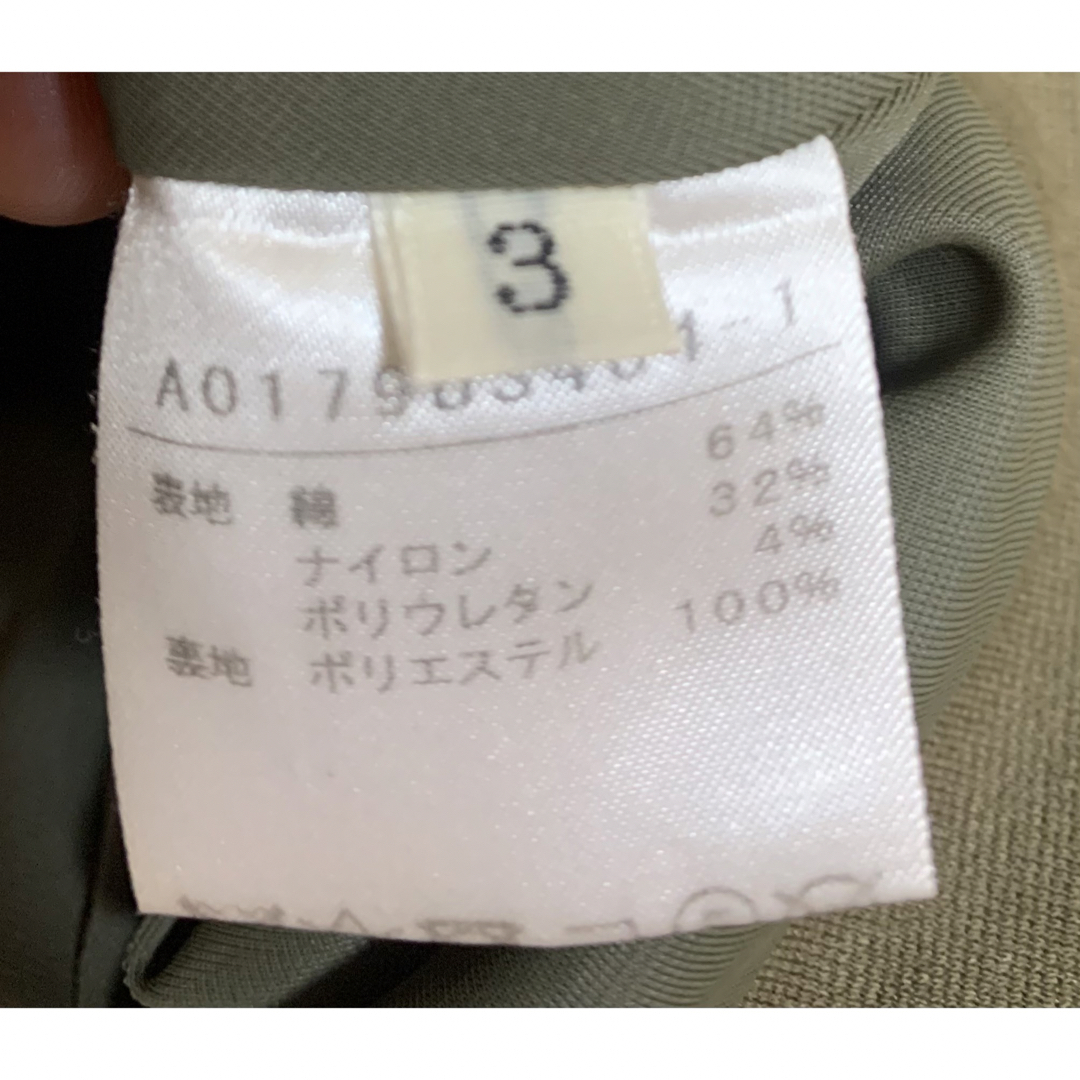 3
表地 綿 64%
ナイロン 32%
ポリウレタン 4%
裏地 ポリエステル 100%